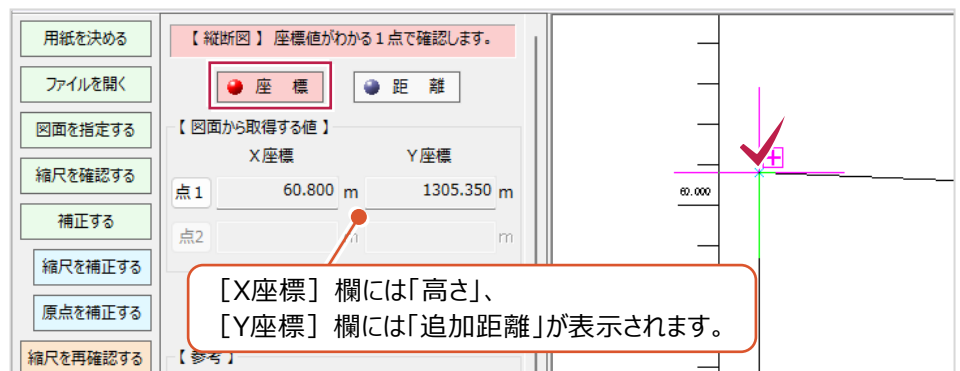 用紙を決める
ファイルを開く
図面を指定する
縮尺を確認する
補正する
縮尺を補正する
原点を補正する
縮尺を再確認する
【 縦断図 】 座標値がわかる１点で確認します。
座 標
距 離
【 図面から取得する値 】
X座標 Y座標
点1 60.800 m 1305.350 m
点2 m m
［X座標］欄には「高さ」、
［Y座標］欄には「追加距離」が表示されます。
【 参考 】
60.000